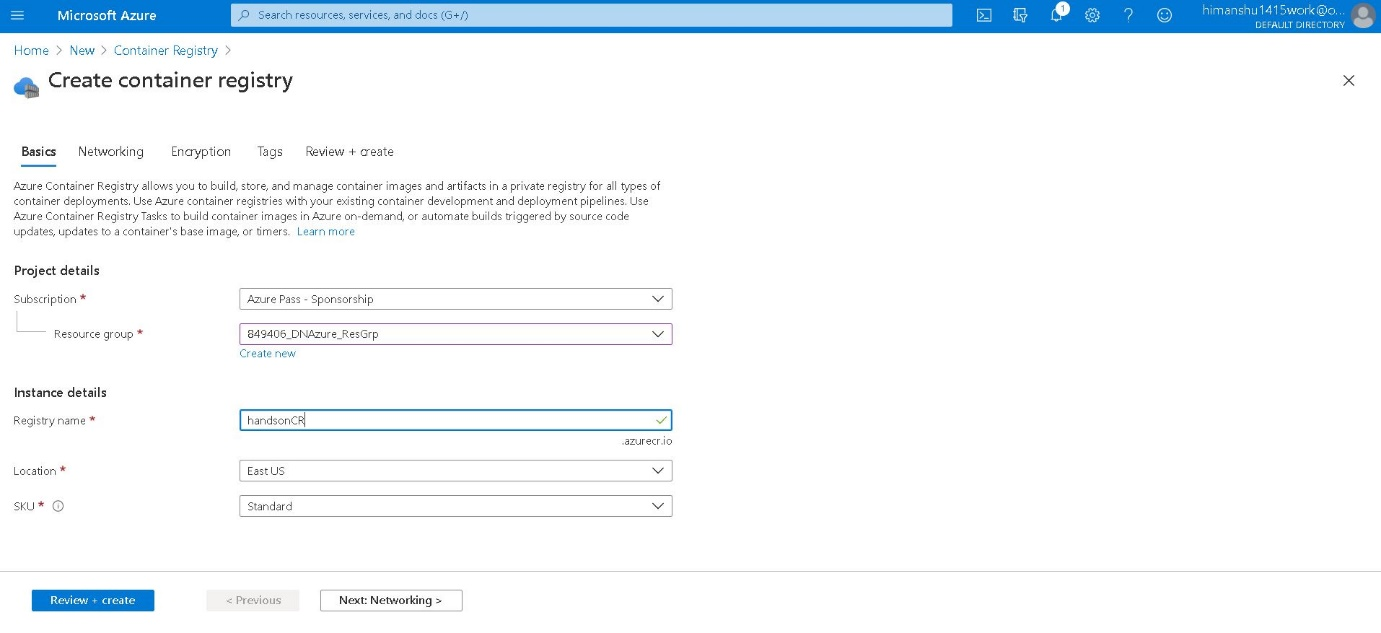 Microsoft Azure
Search resources, services, and docs (G+/)
1
himanshu1415work@o...
DEFAULT DIRECTORY
Home > New > Container Registry >
Create container registry
Basics Networking Encryption Tags Review + create
Azure Container Registry allows you to build, store, and manage container images and artifacts in a private registry for all types of
container deployments. Use Azure container registries with your existing container development and deployment pipelines. Use
Azure Container Registry Tasks to build container images in Azure on-demand, or automate builds triggered by source code
updates, updates to a container's base image, or timers. Learn more
Project details
Subscription * Azure Pass - Sponsorship
Resource group * 849406_DNAzure_ResGrp
Create new
Instance details
Registry name * handsonCR
.azurecr.io
Location * East US
SKU * Standard
Review + create < Previous Next: Networking >